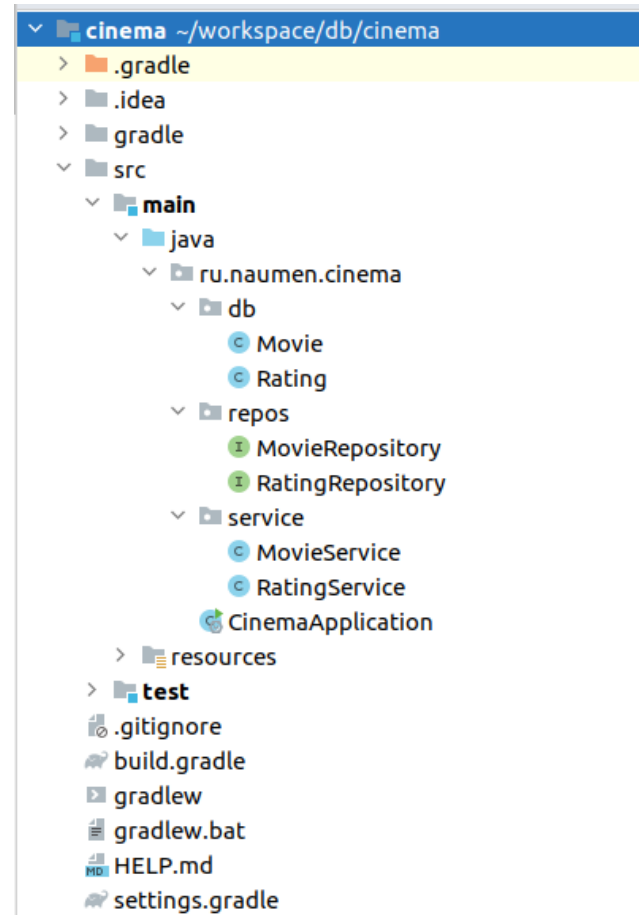 cinema ~/workspace/db/cinema
.gradle
.idea
gradle
src
main
java
ru.naumen.cinema
db
C Movie
C Rating
repos
I MovieRepository
I RatingRepository
service
C MovieService
C RatingService
C CinemaApplication
resources
test
.gitignore
build.gradle
gradlew
gradlew.bat
MD HELP.md
settings.gradle